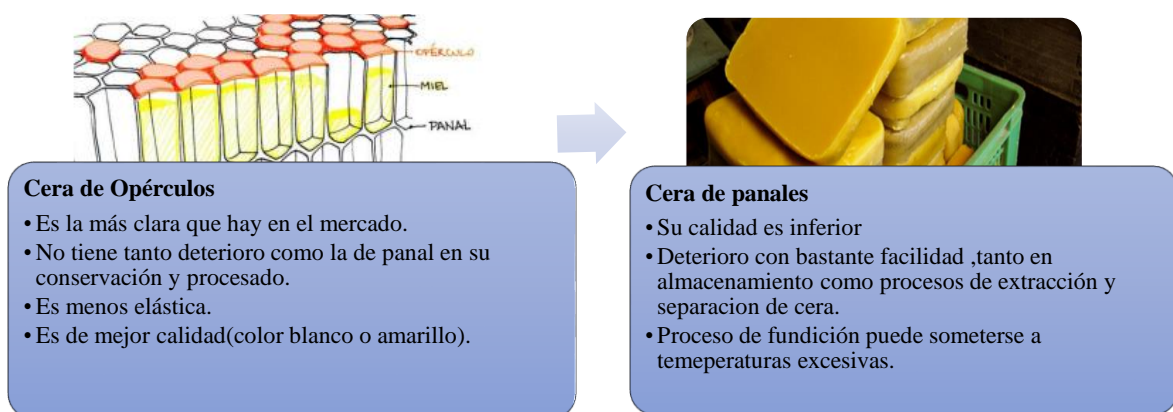 OPÉRCULO
MIEL
PANAL
Cera de Opérculos
• Es la más clara que hay en el mercado.
• No tiene tanto deterioro como la de panal en su
conservación y procesado.
• Es menos elástica.
• Es de mejor calidad(color blanco o amarillo).
Cera de panales
• Su calidad es inferior
• Deterioro con bastante facilidad ,tanto en
almacenamiento como procesos de extracción y
separacion de cera.
• Proceso de fundición puede someterse a
temeperaturas excesivas.